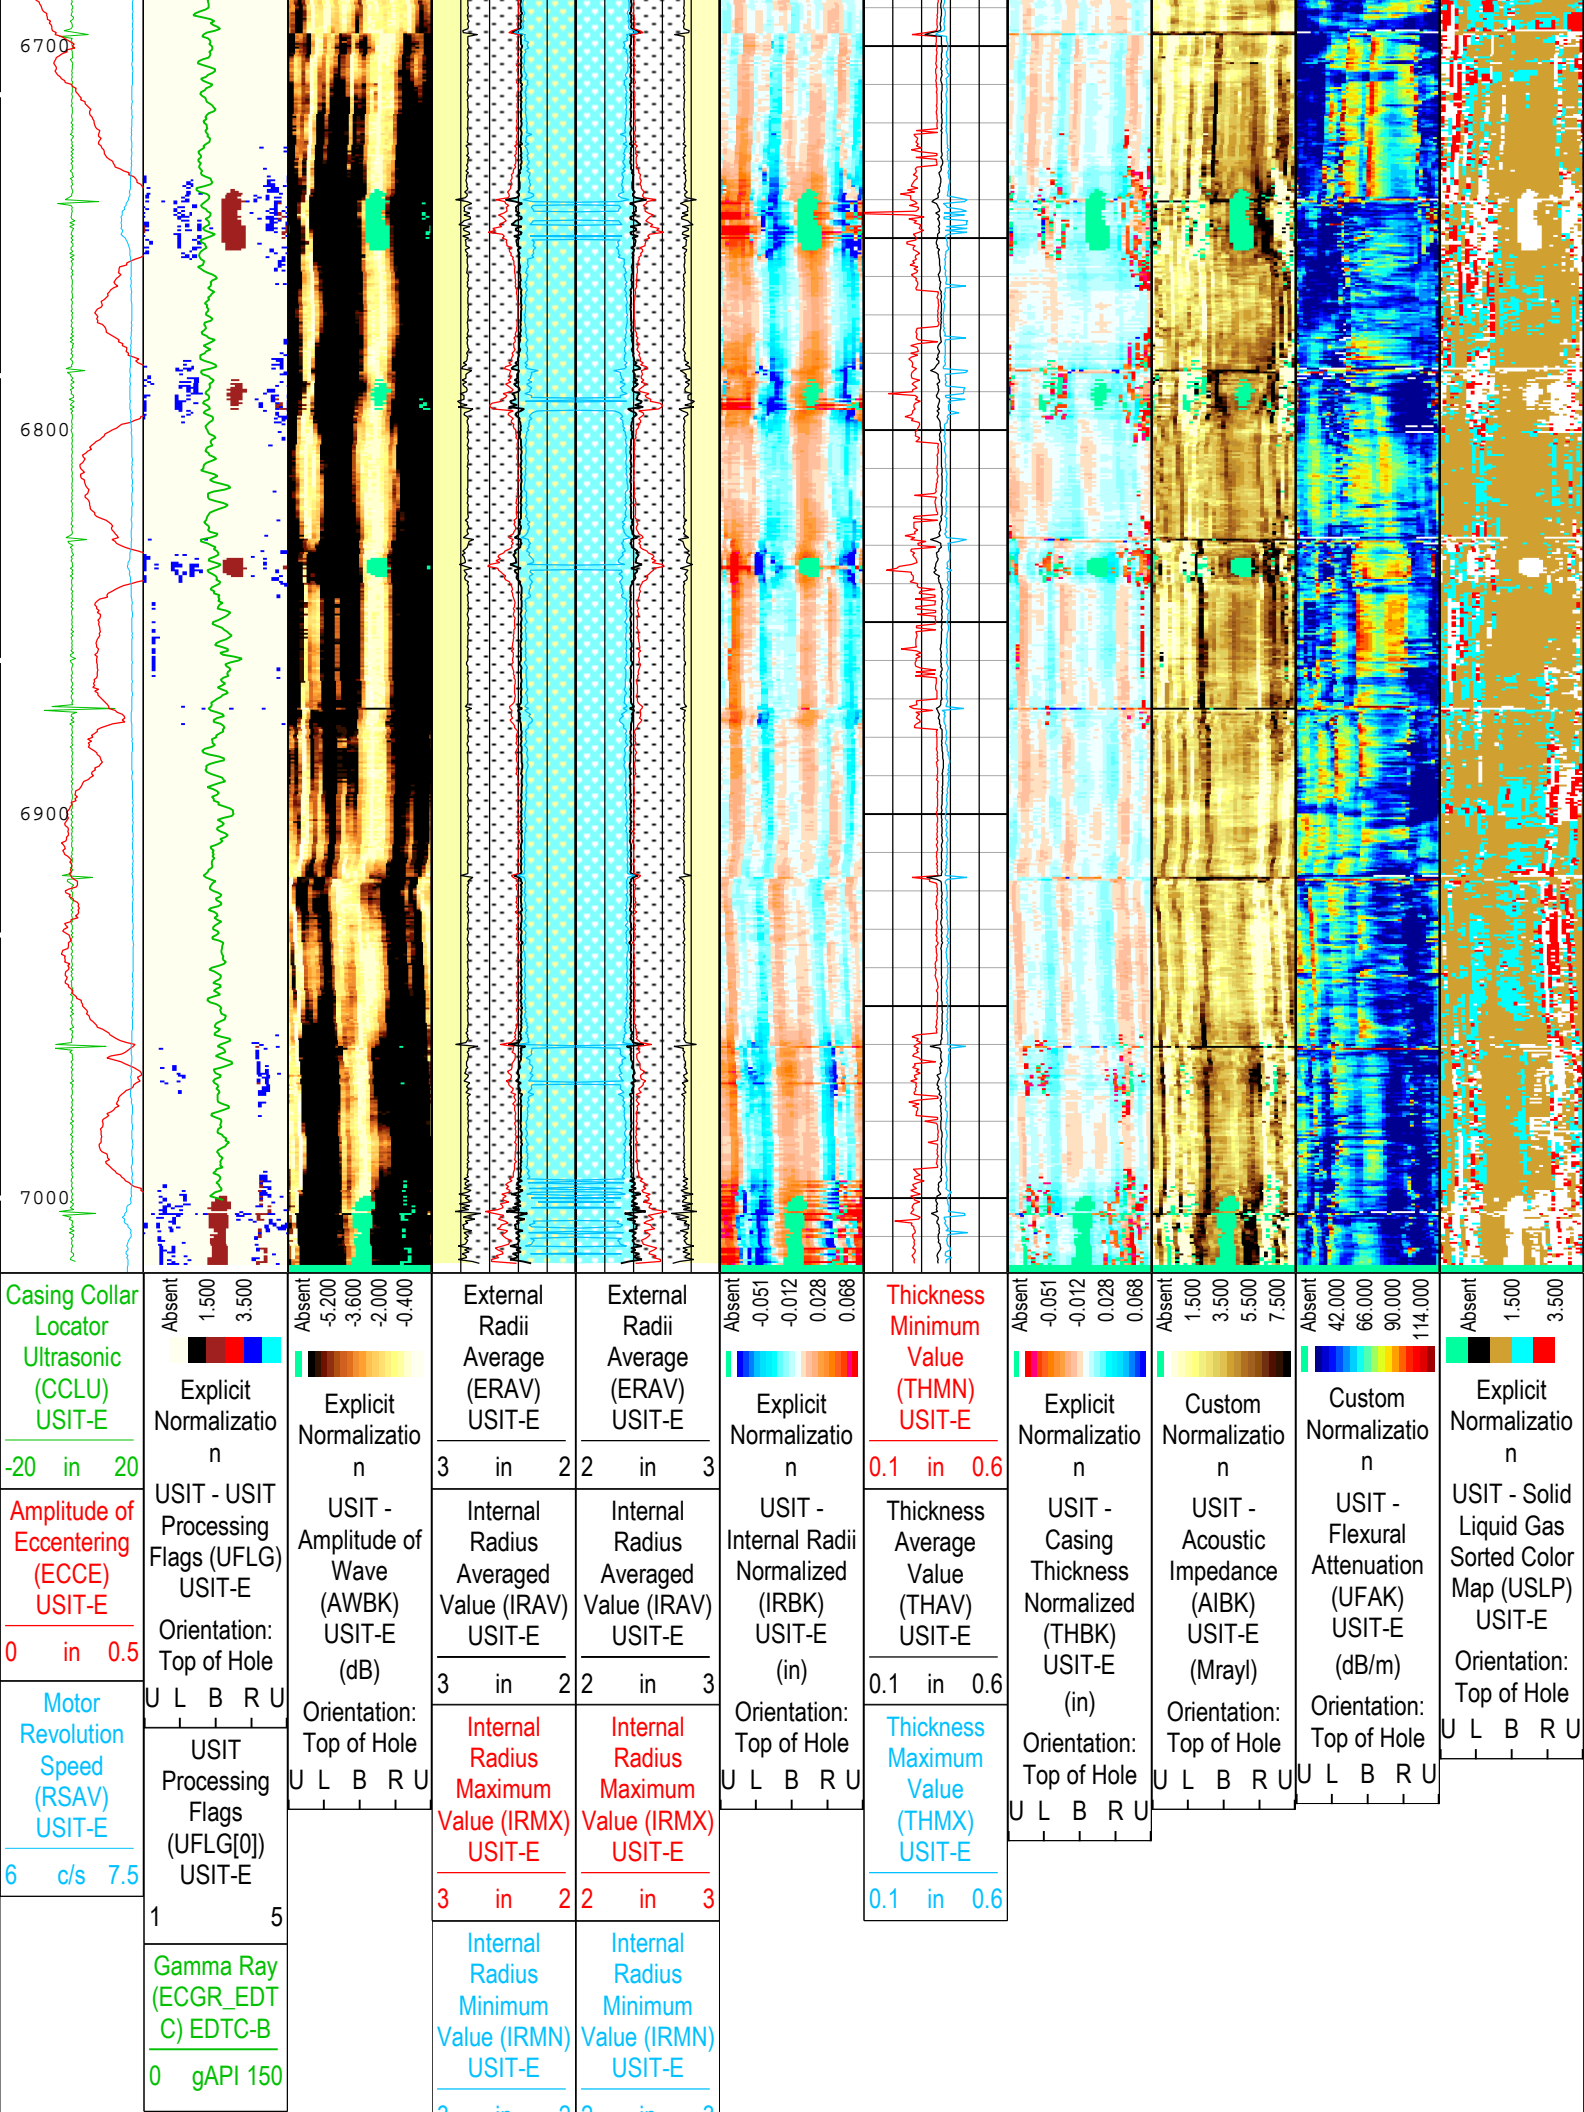 6700
6800
6900
7000
Casing Collar
Locator
Ultrasonic
(CCLU)
USIT-E
-20 in 20
Amplitude of
Eccentering
(ECCE)
USIT-E
0 in 0.5
Motor
Revolution
Speed
(RSAV)
USIT-E
6 c/s 7.5
Absent
1.500
3.500
Explicit
Normalizatio
n
USIT - USIT
Processing
Flags (UFLG)
USIT-E
Orientation:
Top of Hole
U L B R U
USIT
Processing
Flags
(UFLG[0])
USIT-E
1 5
Gamma Ray
(ECGR_EDT
C) EDTC-B
0 gAPI 150
Absent
-5.200
-3.600
-2.000
-0.400
Explicit
Normalizatio
n
USIT -
Amplitude of
Wave
(AWBK)
USIT-E
(dB)
Orientation:
Top of Hole
U L B R U
External
Radii
Average
(ERAV)
USIT-E
3 in 2
Internal
Radius
Averaged
Value (IRAV)
USIT-E
3 in 2
Internal
Radius
Maximum
Value (IRMX)
USIT-E
3 in 2
Internal
Radius
Minimum
Value (IRMN)
USIT-E
3 in 2
External
Radii
Average
(ERAV)
USIT-E
2 in 3
Internal
Radius
Averaged
Value (IRAV)
USIT-E
2 in 3
Internal
Radius
Maximum
Value (IRMX)
USIT-E
2 in 3
Internal
Radius
Minimum
Value (IRMN)
USIT-E
2 in 3
Absent
-0.051
-0.012
0.028
0.068
Explicit
Normalizatio
n
USIT -
Internal Radii
Normalized
(IRBK)
USIT-E
(in)
Orientation:
Top of Hole
U L B R U
Thickness
Minimum
Value
(THMN)
USIT-E
0.1 in 0.6
Thickness
Average
Value
(THAV)
USIT-E
0.1 in 0.6
Thickness
Maximum
Value
(THMX)
USIT-E
0.1 in 0.6
Absent
-0.051
-0.012
0.028
0.068
Explicit
Normalizatio
n
USIT -
Casing
Thickness
Normalized
(THBK)
USIT-E
(in)
Orientation:
Top of Hole
U L B R U
Absent
1.500
3.500
5.500
7.500
Custom
Normalizatio
n
USIT -
Acoustic
Impedance
(AIBK)
USIT-E
(Mrayl)
Orientation:
Top of Hole
U L B R U
Absent
42.000
66.000
90.000
114.000
Custom
Normalizatio
n
USIT -
Flexural
Attenuation
(UFAK)
USIT-E
(dB/m)
Orientation:
Top of Hole
U L B R U
Absent
1.500
3.500
Explicit
Normalizatio
n
USIT - Solid
Liquid Gas
Sorted Color
Map (USLP)
USIT-E
Orientation:
Top of Hole
U L B R U